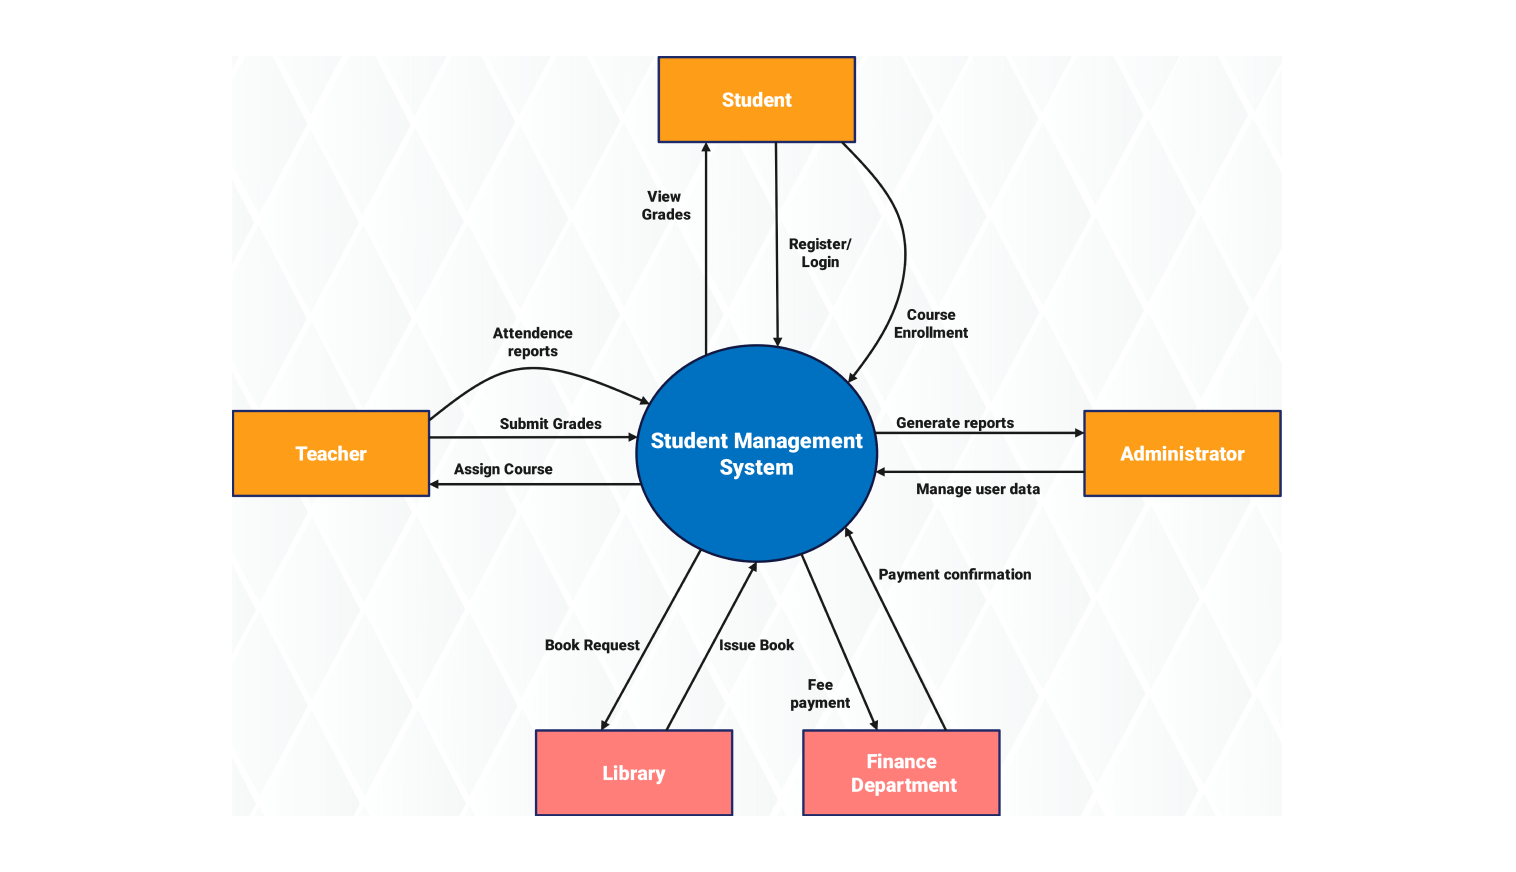 Student
View
Grades
Register/
Login
Course
Enrollment
Attendence
reports
Submit Grades
Assign Course
Teacher
Student Management
System
Generate reports
Manage user data
Administrator
Payment confirmation
Book Request
Issue Book
Fee
payment
Library
Finance
Department